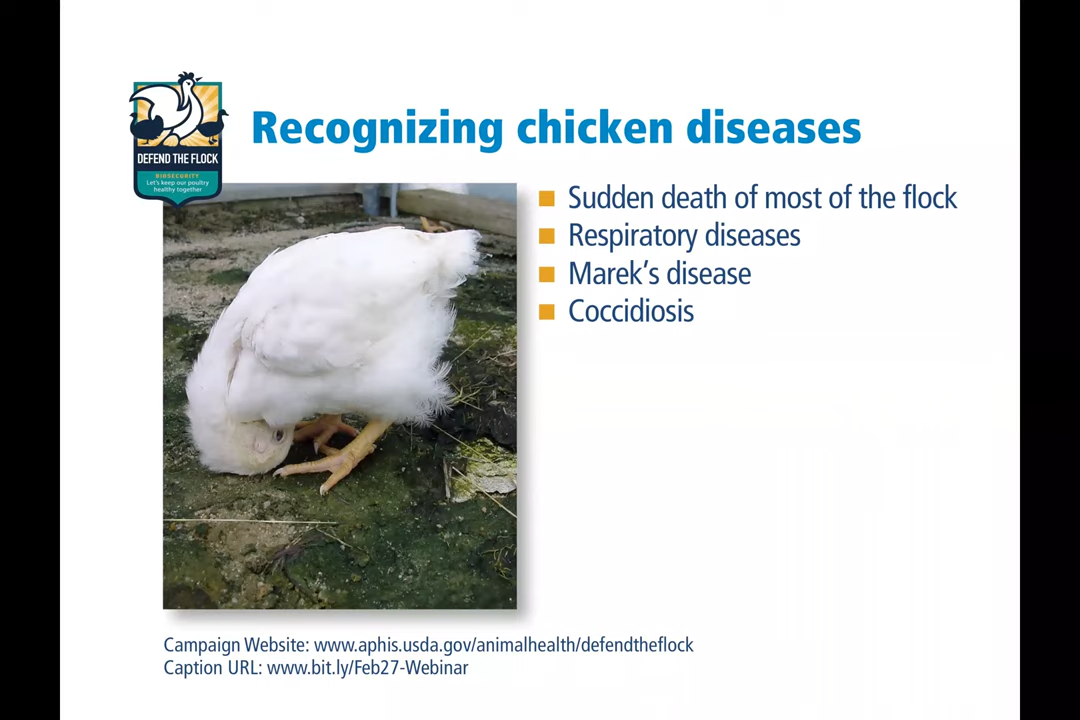 DEFEND THE FLOCK
BIOSECURITY
Let's keep our poultry
healthy together
Recognizing chicken diseases
Sudden death of most of the flock
Respiratory diseases
Marek’s disease
Coccidiosis
Campaign Website: www.aphis.usda.gov/animalhealth/defendtheflock
Caption URL: www.bit.ly/Feb27-Webinar